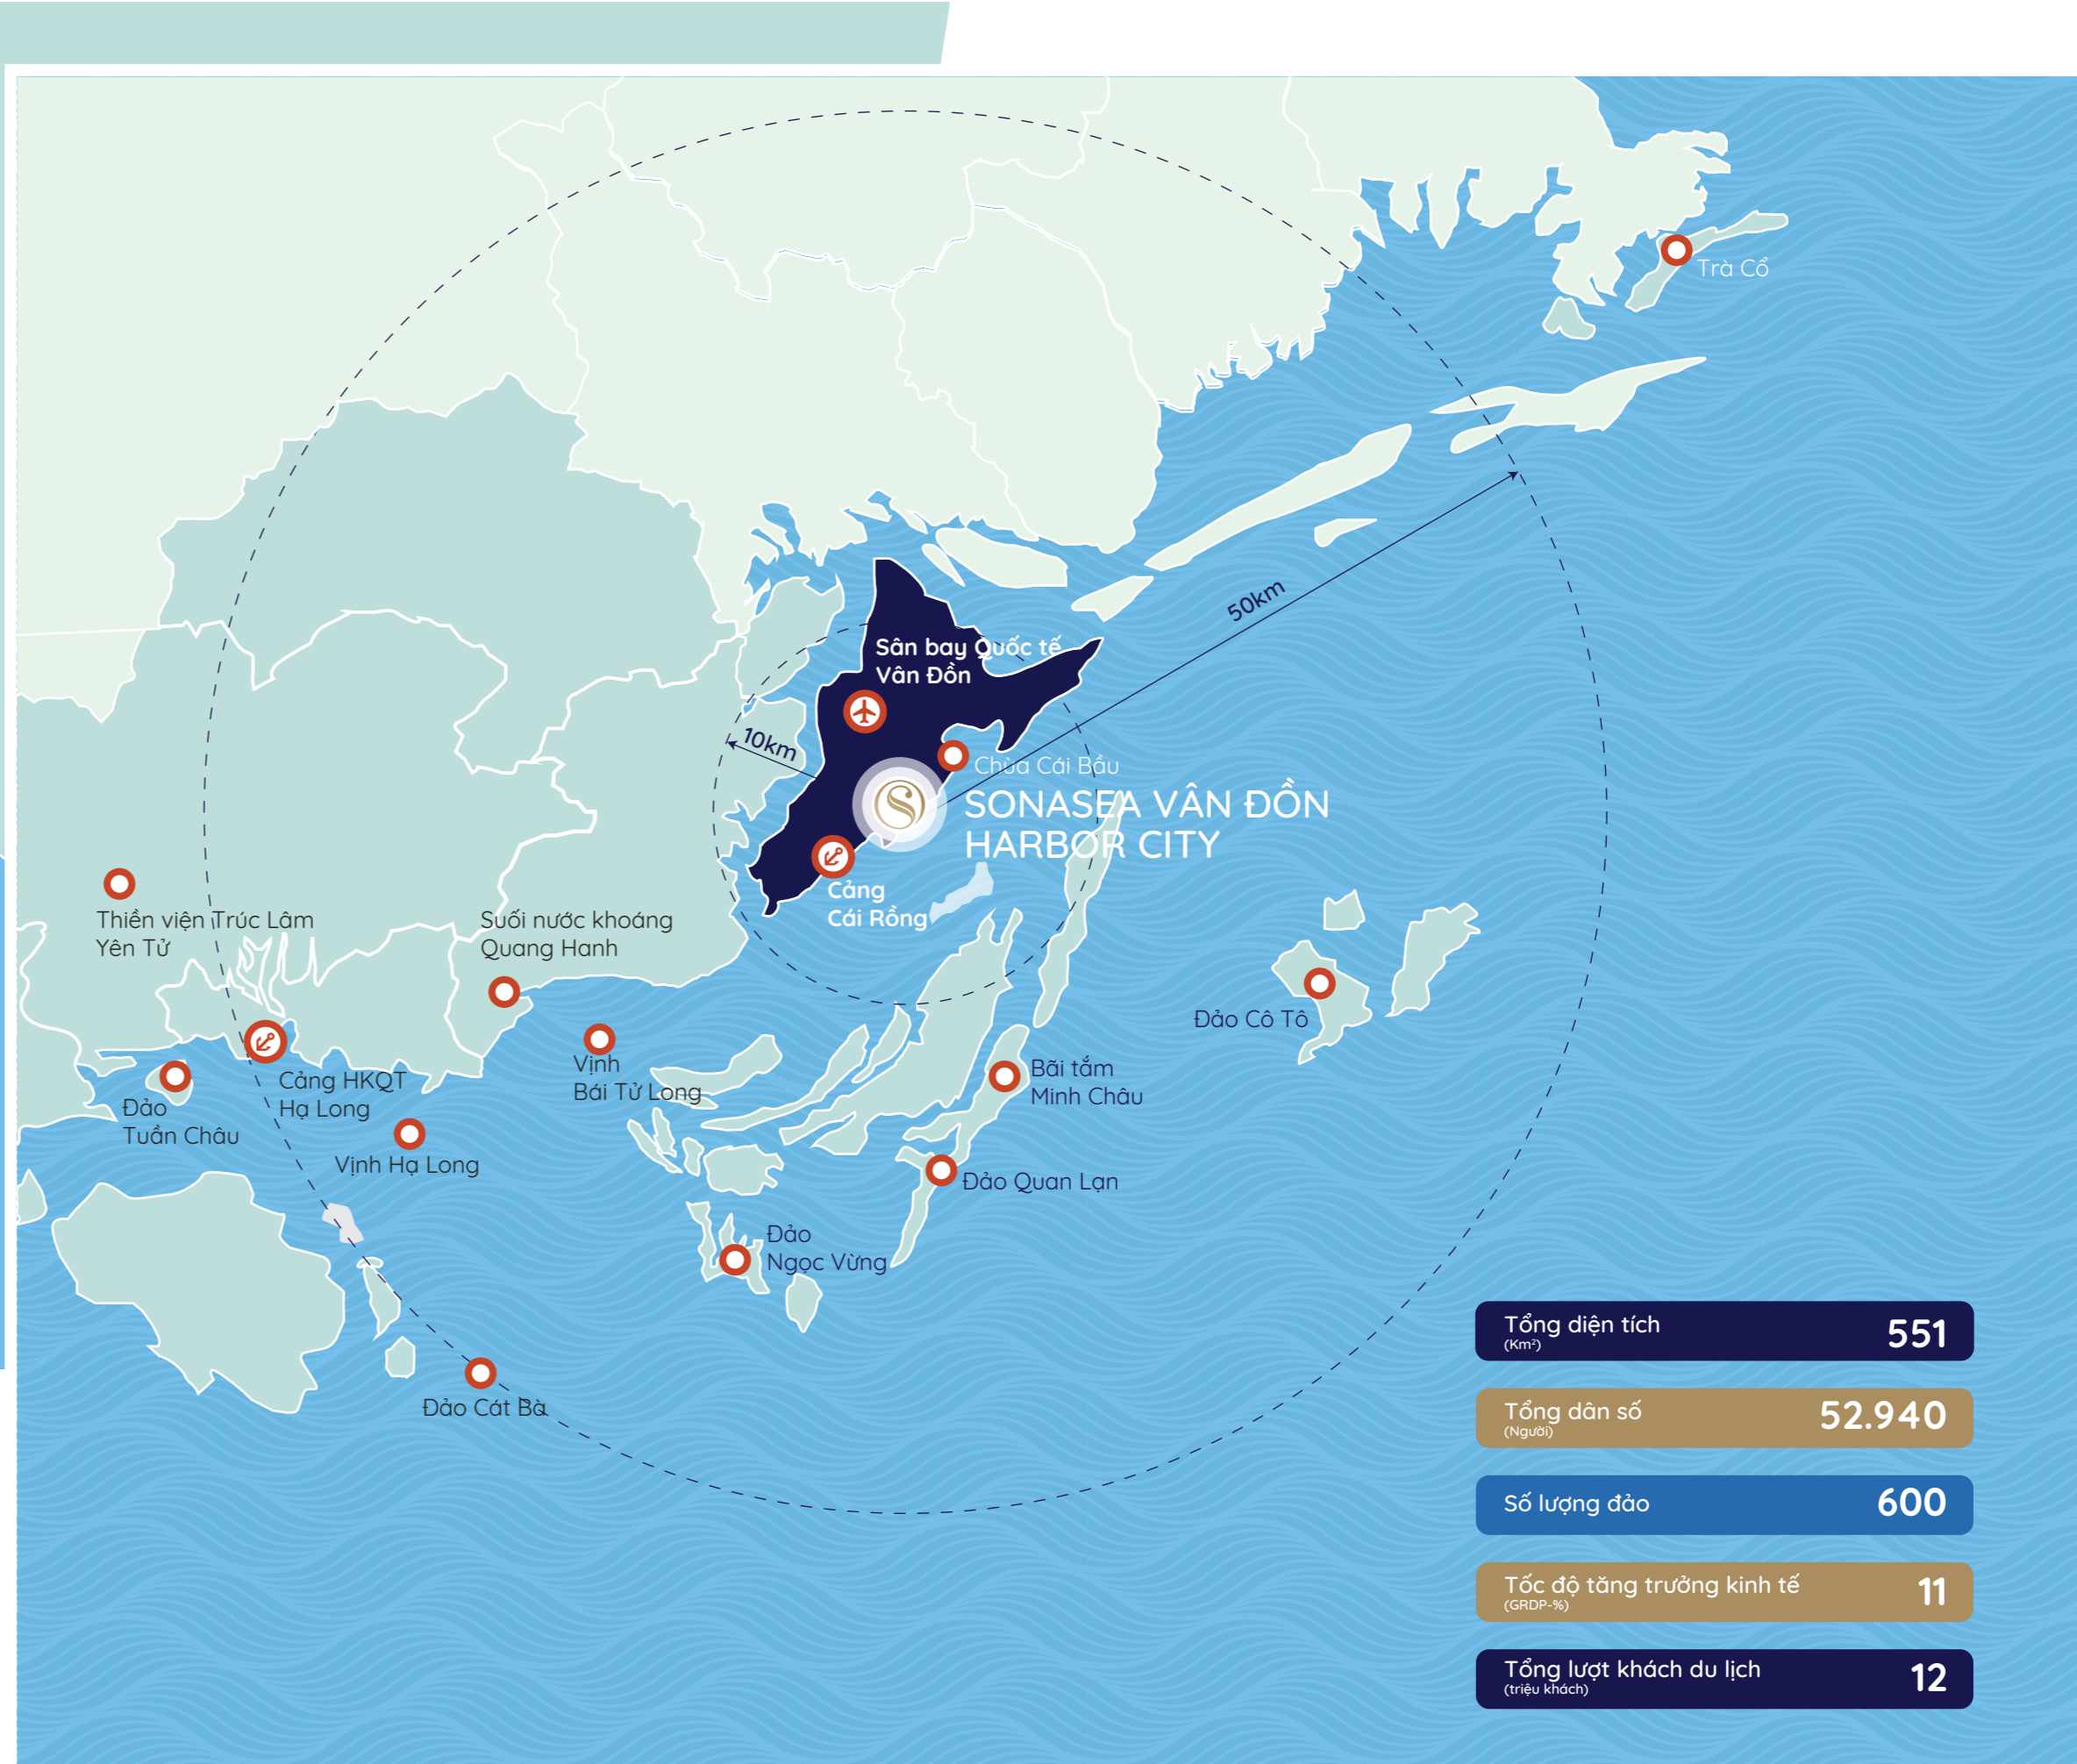 Trà Cổ
50km
Sân bay Quốc tế
Vân Đồn
10km
Chùa Cái Bầu
SONASEA VÂN ĐỒN
HARBOR CITY
Cảng
Cái Rồng
Thiền viện Trúc Lâm
Yên Tử
Suối nước khoáng
Quang Hanh
Đảo Cô Tô
Vịnh
Bái Tử Long
Bãi tắm
Minh Châu
Cảng HKQT
Hạ Long
Đảo
Tuần Châu
Vịnh Hạ Long
Đảo Quan Lạn
Đảo
Ngọc Vừng
Đảo Cát Bà
Tổng diện tích
(Km²)
551
Tổng dân số
(Người)
52.940
Số lượng đảo
600
Tốc độ tăng trưởng kinh tế
(GRDP-%)
11
Tổng lượt khách du lịch
(triệu khách)
12